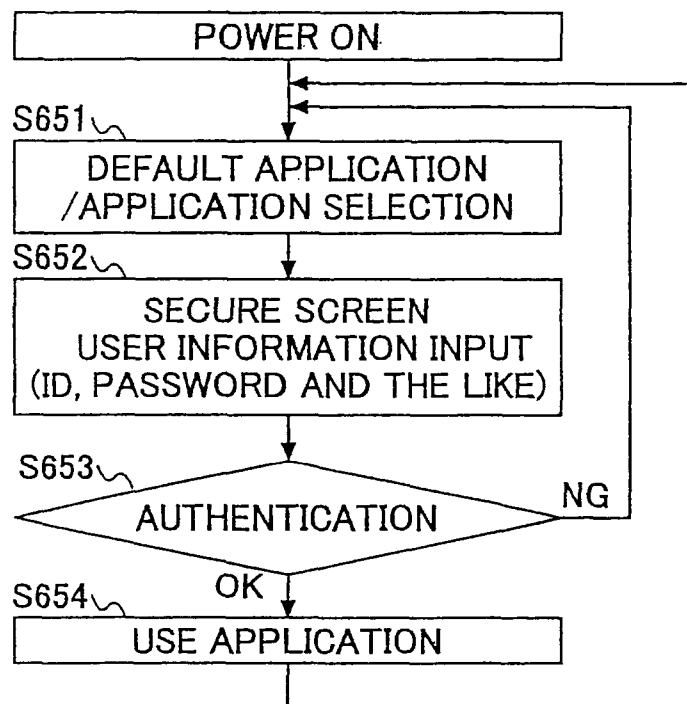 POWER ON
S651
DEFAULT APPLICATION
/APPLICATION SELECTION
S652
SECURE SCREEN
USER INFORMATION INPUT
(ID, PASSWORD AND THE LIKE)
S653
AUTHENTICATION
NG
OK
S654
USE APPLICATION